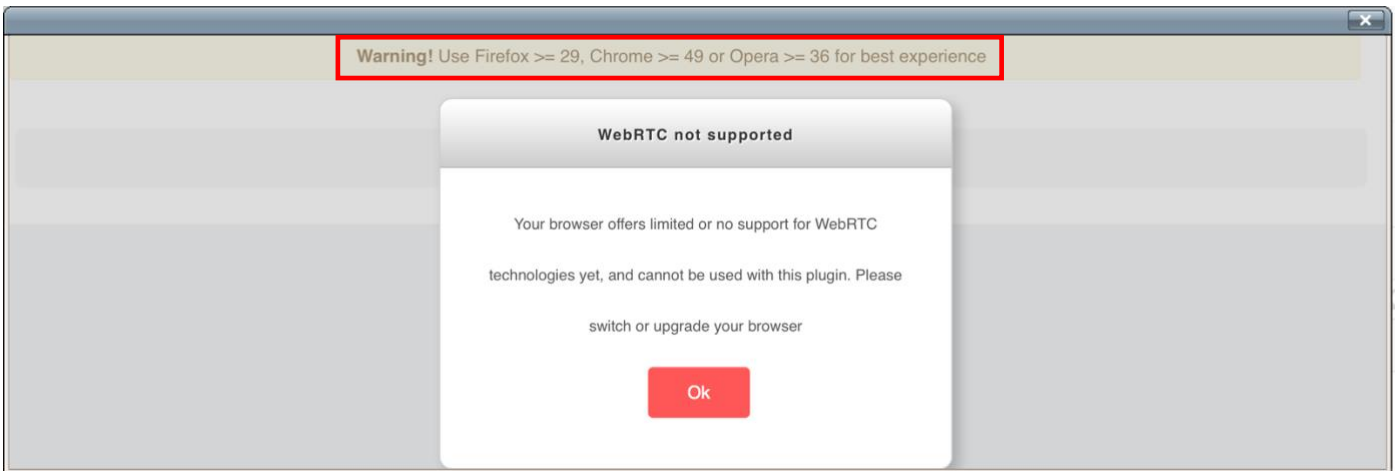 Warning! Use Firefox >= 29, Chrome >= 49 or Opera >= 36 for best experience
WebRTC not supported
Your browser offers limited or no support for WebRTC
technologies yet, and cannot be used with this plugin. Please
switch or upgrade your browser
Ok